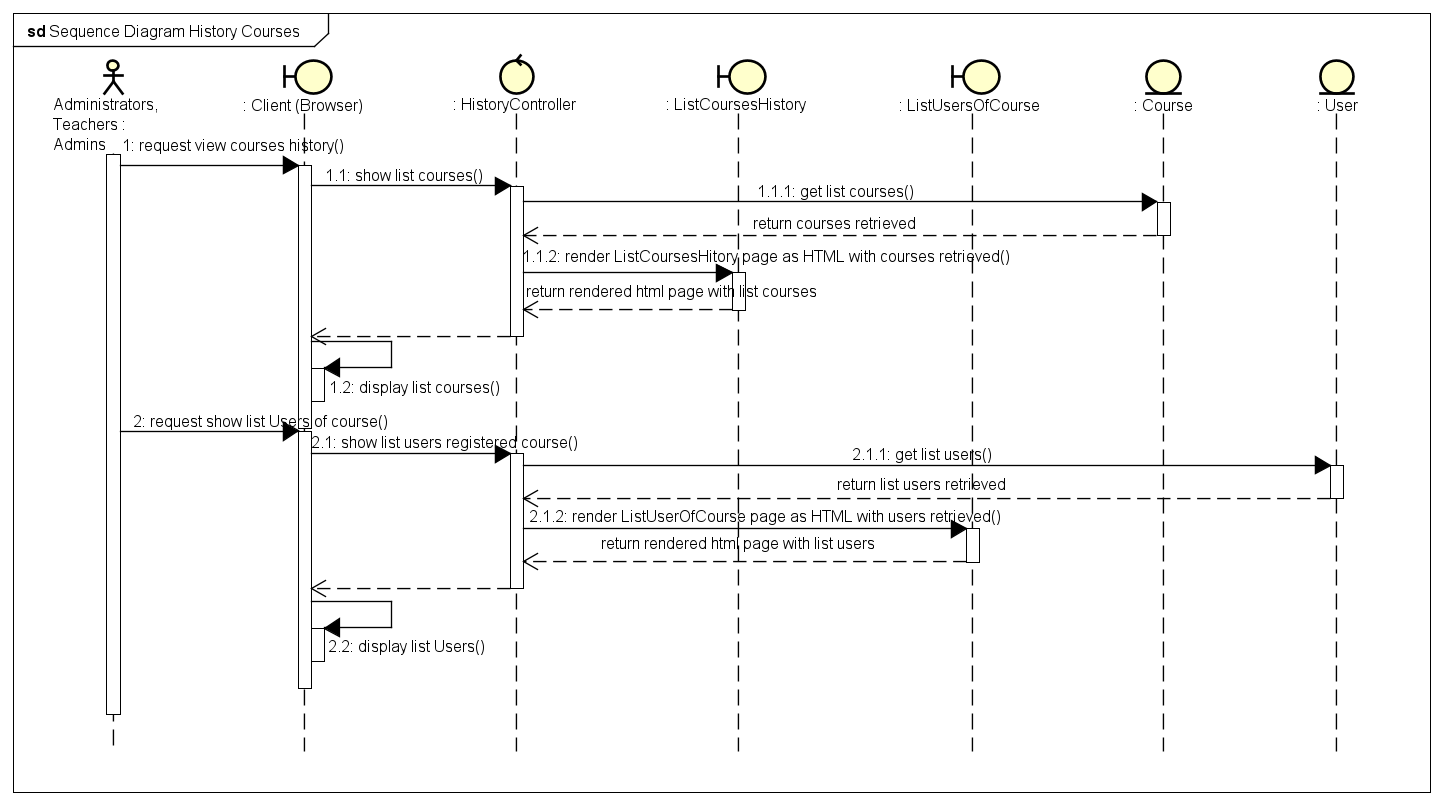 sd Sequence Diagram History Courses
Administrators,
Teachers :
Admins
: Client (Browser)
: HistoryController
: ListCoursesHistory
: ListUsersOfCourse
: Course
: User
1: request view courses history()
1.1: show list courses()
1.1.1: get list courses()
return courses retrieved
1.1.2: render ListCoursesHitory page as HTML with courses retrieved()
return rendered html page with list courses
1.2: display list courses()
2: request show list Users of course()
2.1: show list users registered course()
2.1.1: get list users()
return list users retrieved
2.1.2: render ListUserOfCourse page as HTML with users retrieved()
return rendered html page with list users
2.2: display list Users()